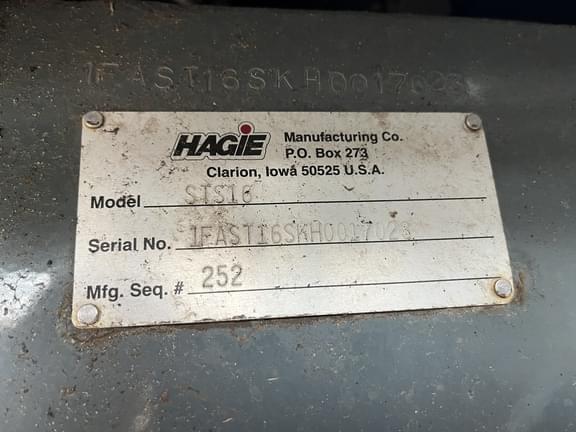 1FAST16SKH0017023
HAGIE Manufacturing Co.
P.O. Box 273
Clarion, Iowa 50525 U.S.A.
Model STS16
Serial No. 1FAST16SKH0017023
Mfg. Seq. # 252